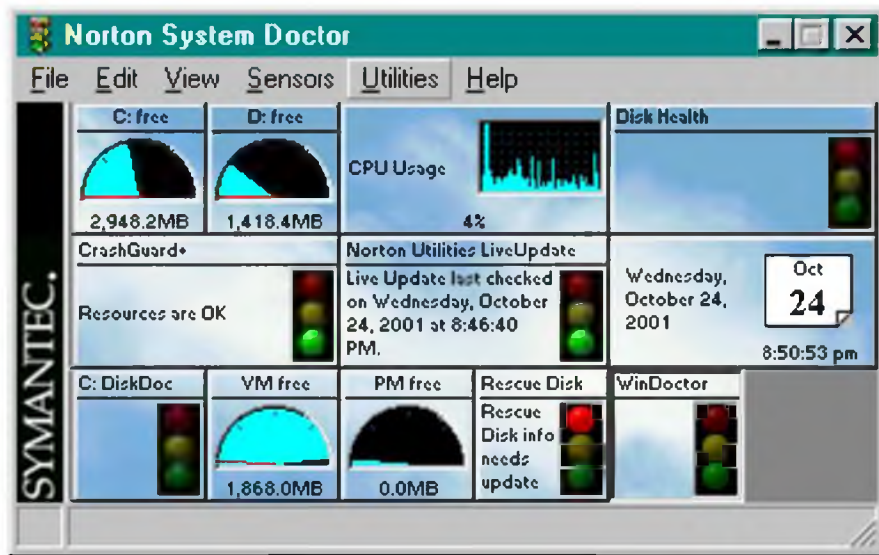 Norton System Doctor
File Edit View Sensors Utilities Help
C: free
D: free
Disk Health
CPU Usage
2,948.2MB
1,418.4MB
4%
CrashGuard+
Norton Utilities LiveUpdate
Resources are OK
Live Update last checked
on Wednesday, October
24, 2001 at 8:46:40
PM.
Wednesday,
October 24,
2001
Oct
24
8:50:53 pm
C: DiskDoc
VM free
PM free
Rescue Disk
WinDoctor
Rescue
Disk info
needs
update
1,868.0MB
0.0MB
SYMANTEC.